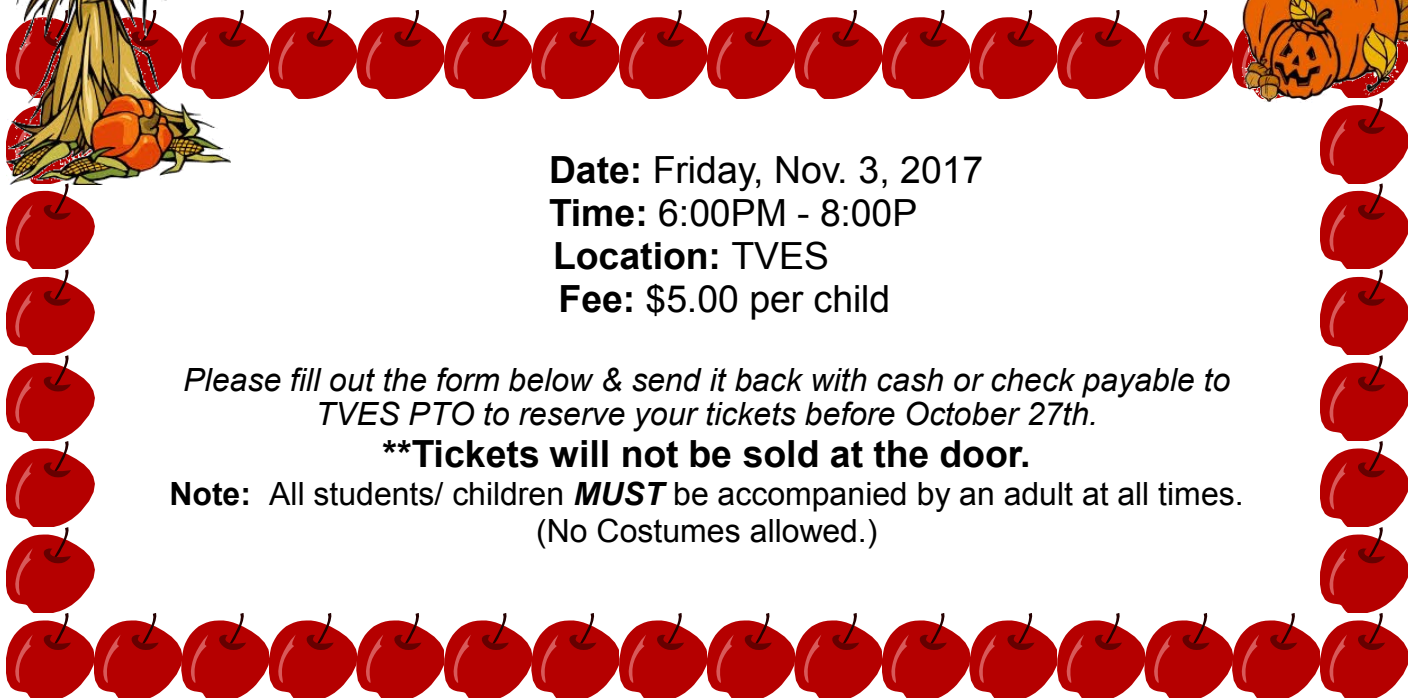 Date: Friday, Nov. 3, 2017
Time: 6:00PM - 8:00P
Location: TVES
Fee: $5.00 per child
Please fill out the form below & send it back with cash or check payable to
TVES PTO to reserve your tickets before October 27th.
**Tickets will not be sold at the door.
Note: All students/ children MUST be accompanied by an adult at all times.
(No Costumes allowed.)